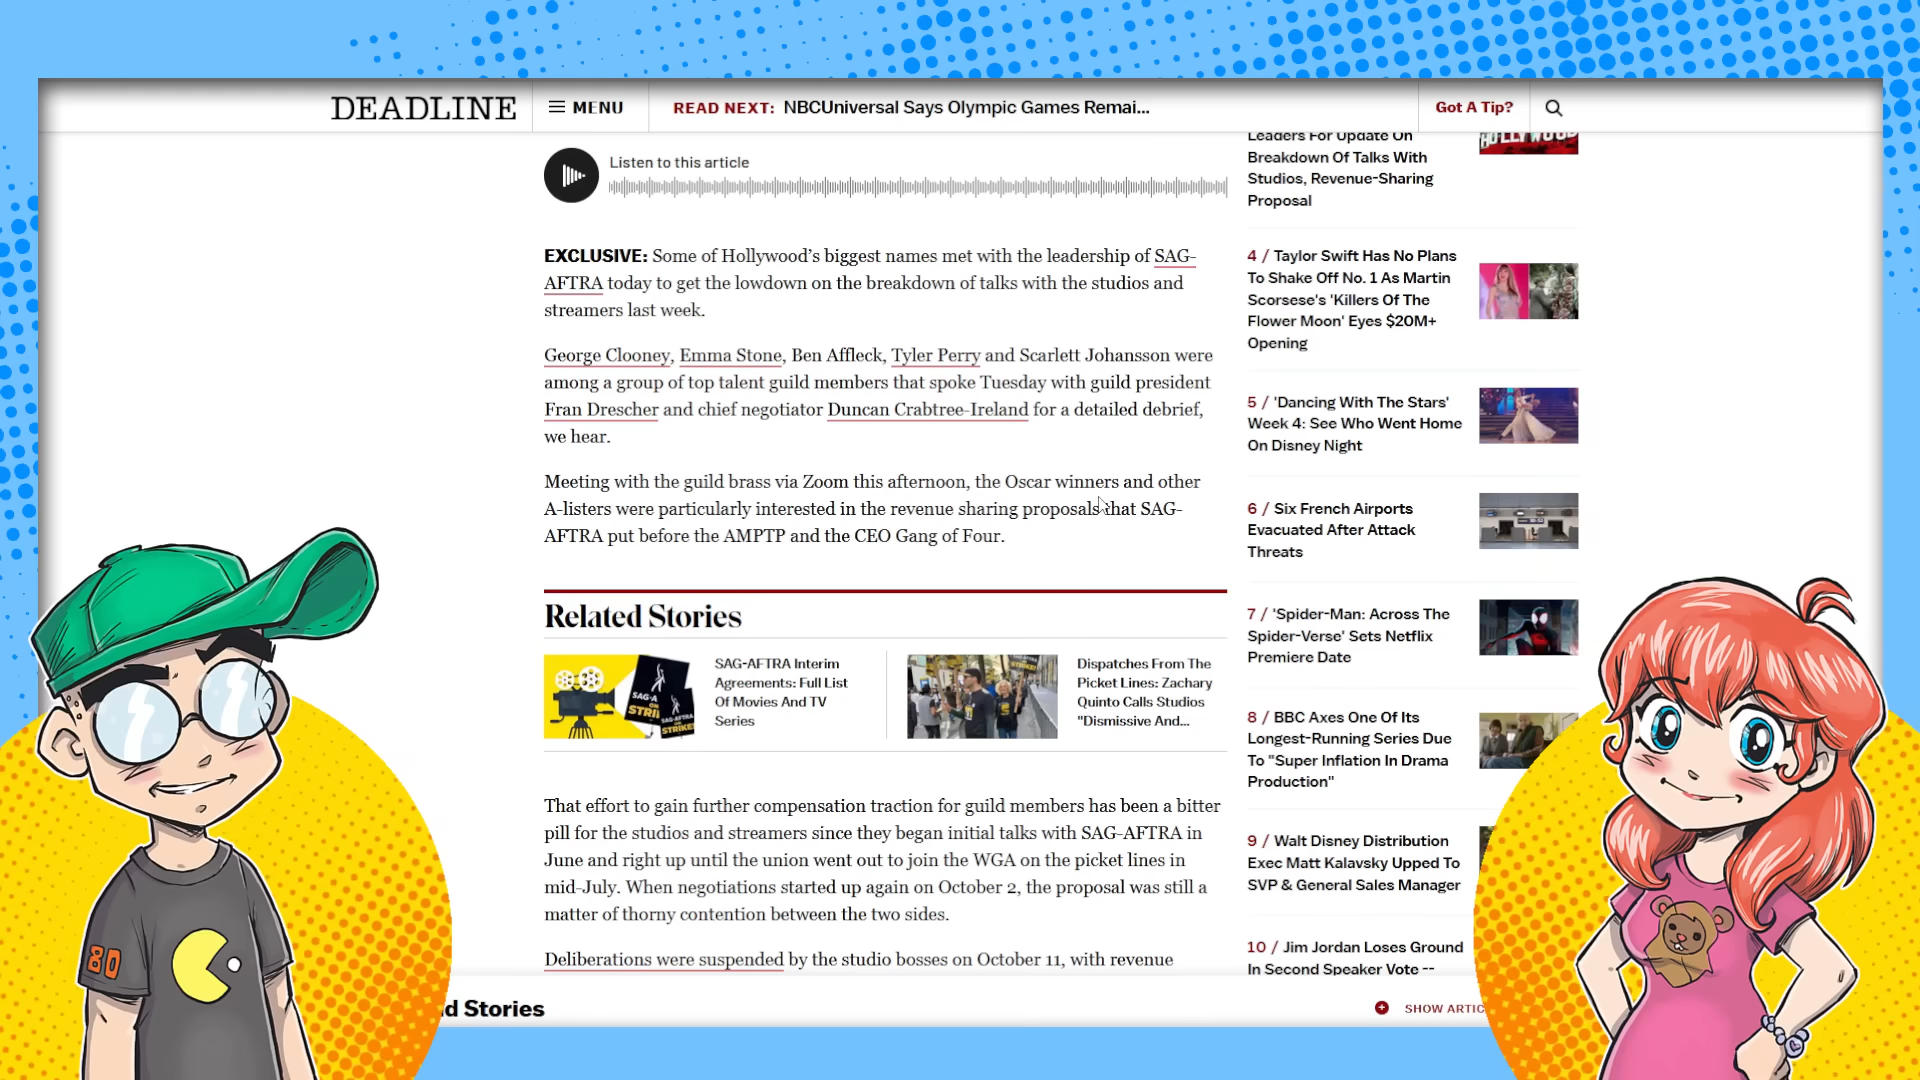 DEADLINE
MENU
READ NEXT: NBCUniversal Says Olympic Games Remai...
Got A Tip?
Listen to this article
EXCLUSIVE: Some of Hollywood's biggest names met with the leadership of SAG-
AFTRA today to get the lowdown on the breakdown of talks with the studios and
streamers last week.
George Clooney, Emma Stone, Ben Affleck, Tyler Perry and Scarlett Johansson were
among a group of top talent guild members that spoke Tuesday with guild president
Fran Drescher and chief negotiator Duncan Crabtree-Ireland for a detailed debrief,
we hear.
Meeting with the guild brass via Zoom this afternoon, the Oscar winners and other
A-listers were particularly interested in the revenue sharing proposals that SAG-
AFTRA put before the AMPTP and the CEO Gang of Four.
Related Stories
SAG-AFTRA Interim
Agreements: Full List
Of Movies And TV
Series
Dispatches From The
Picket Lines: Zachary
Quinto Calls Studios
"Dismissive And...
That effort to gain further compensation traction for guild members has been a bitter
pill for the studios and streamers since they began initial talks with SAG-AFTRA in
June and right up until the union went out to join the WGA on the picket lines in
mid-July. When negotiations started up again on October 2, the proposal was still a
matter of thorny contention between the two sides.
Deliberations were suspended by the studio bosses on October 11, with revenue
d Stories
SHOW ARTIC
Leaders For Update On
Breakdown Of Talks With
Studios, Revenue-Sharing
Proposal
4 / Taylor Swift Has No Plans
To Shake Off No. 1 As Martin
Scorsese's 'Killers Of The
Flower Moon' Eyes $20M+
Opening
5 / 'Dancing With The Stars'
Week 4: See Who Went Home
On Disney Night
6 / Six French Airports
Evacuated After Attack
Threats
7 / 'Spider-Man: Across The
Spider-Verse' Sets Netflix
Premiere Date
8 / BBC Axes One Of Its
Longest-Running Series Due
To "Super Inflation In Drama
Production"
9 / Walt Disney Distribution
Exec Matt Kalavsky Upped To
SVP & General Sales Manager
10 / Jim Jordan Loses Ground
In Second Speaker Vote --
80